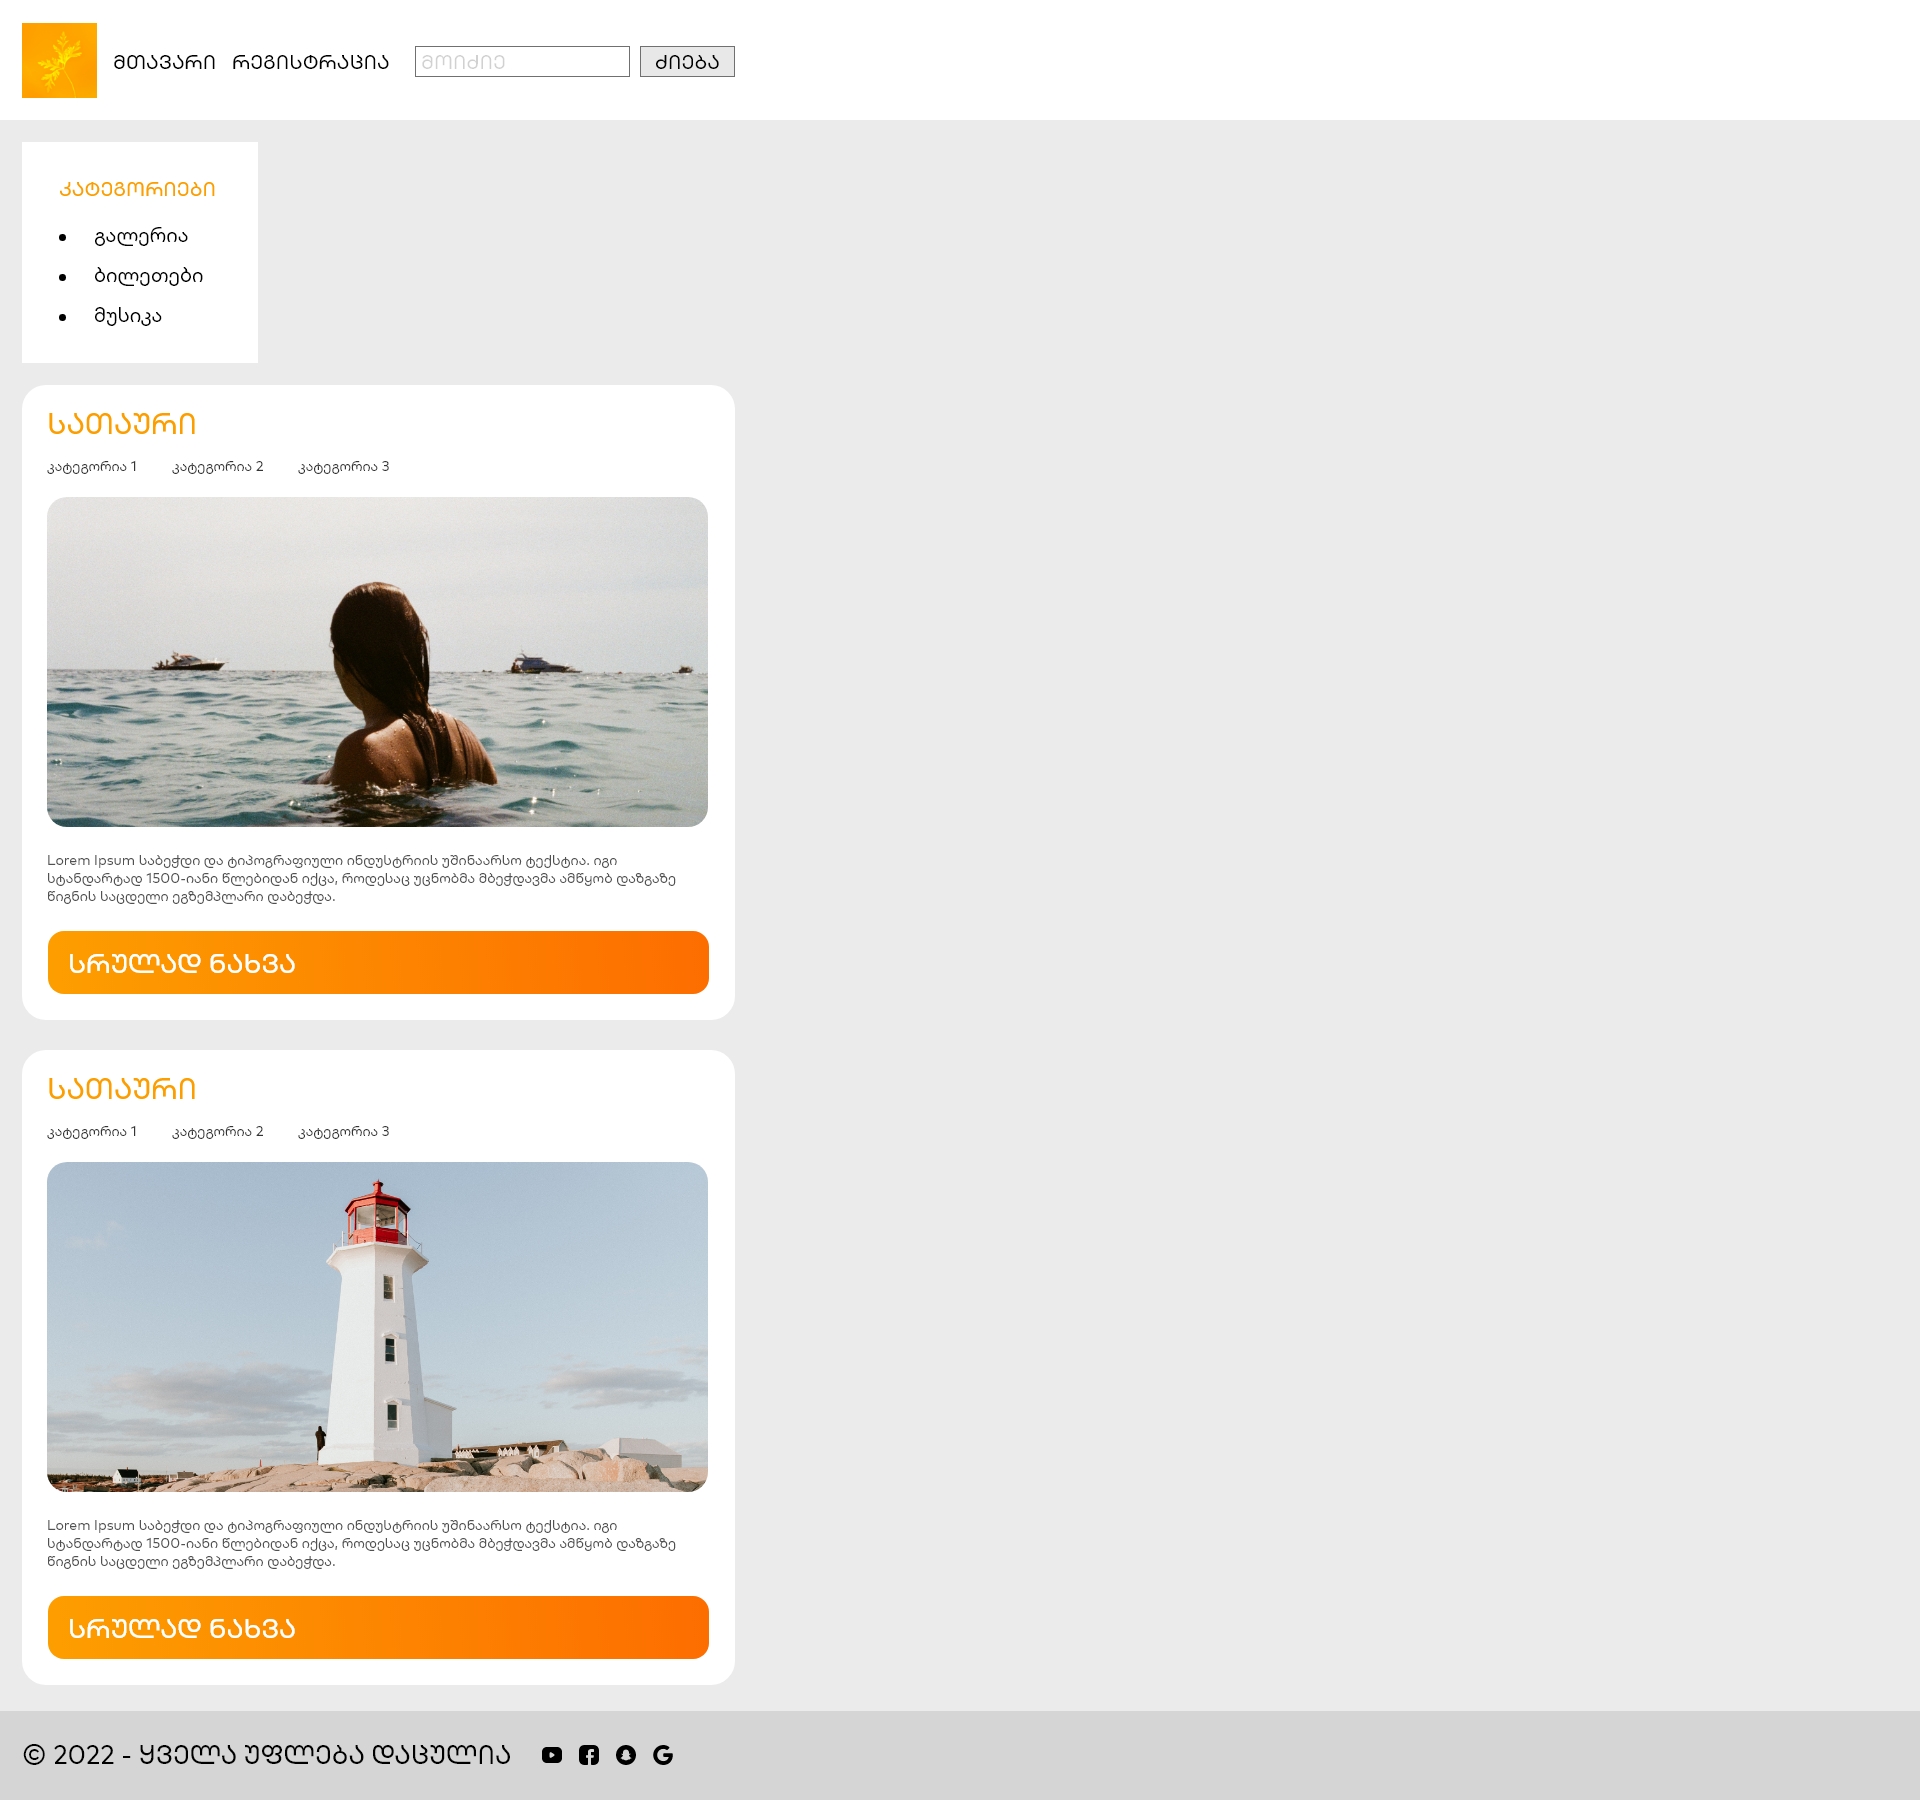 მთავარი რეგისტრაცია მოიძიე ძიება
კატეგორიები
გალერია
ბილეთები
მუსიკა
სათაური
კატეგორია 1 კატეგორია 2 კატეგორია 3
Lorem Ipsum საბეჭდი და ტიპოგრაფიული ინდუსტრიის უშინაარსო ტექსტია. იგი
სტანდარტად 1500-იანი წლებიდან იქცა, როდესაც უცნობმა მბეჭდავმა ამწყობ დაზგაზე
წიგნის საცდელი ეგზემპლარი დაბეჭდა.
სრულად ნახვა
სათაური
კატეგორია 1 კატეგორია 2 კატეგორია 3
Lorem Ipsum საბეჭდი და ტიპოგრაფიული ინდუსტრიის უშინაარსო ტექსტია. იგი
სტანდარტად 1500-იანი წლებიდან იქცა, როდესაც უცნობმა მბეჭდავმა ამწყობ დაზგაზე
წიგნის საცდელი ეგზემპლარი დაბეჭდა.
სრულად ნახვა
© 2022 - ყველა უფლება დაცულია